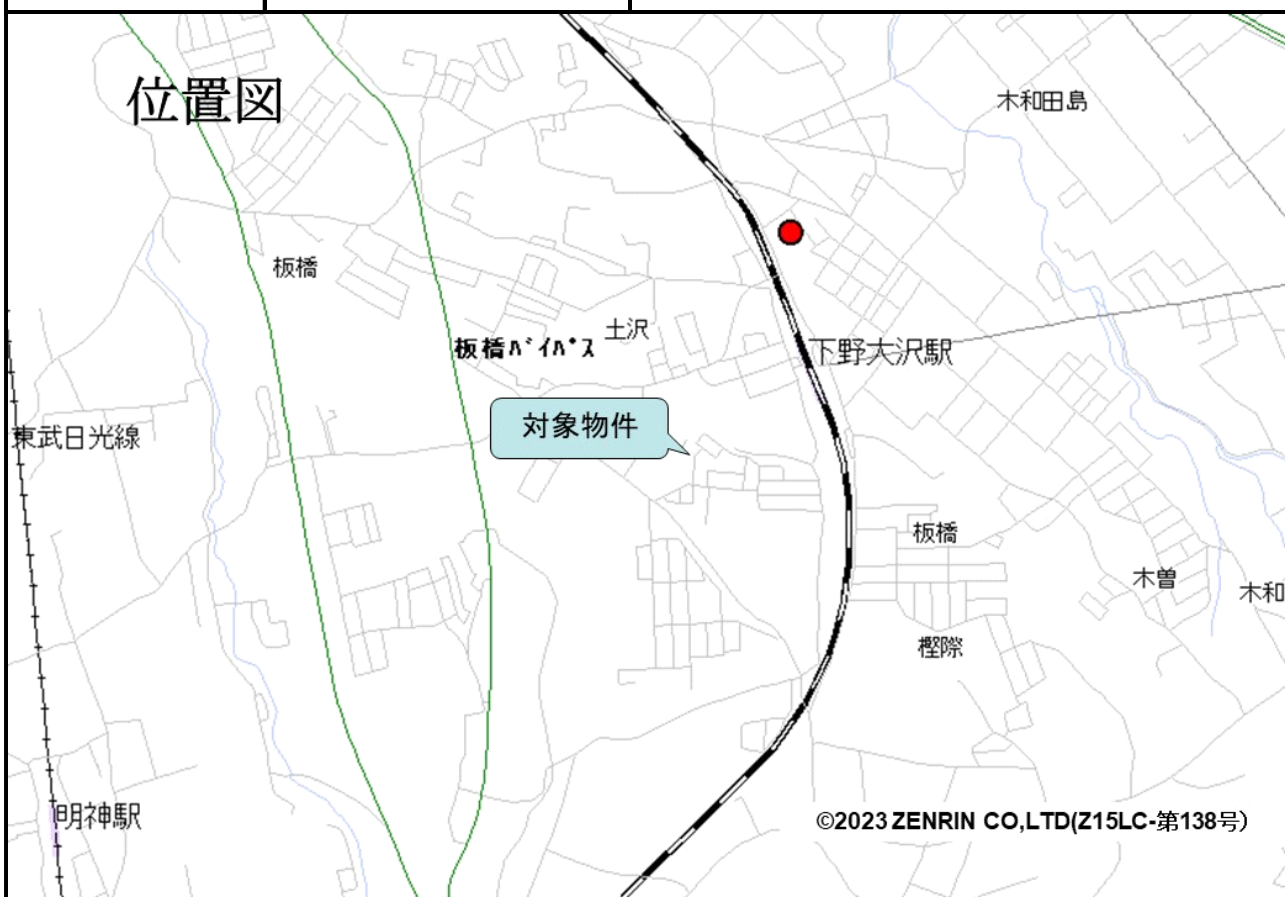 位置図
木和田島
板橋
土沢
板橋ﾊﾞｲﾊﾟｽ
下野大沢駅
対象物件
東武日光線
板橋
木曽
木和
樫際
明神駅
©2023 ZENRIN CO,LTD(Z15LC-第138号)